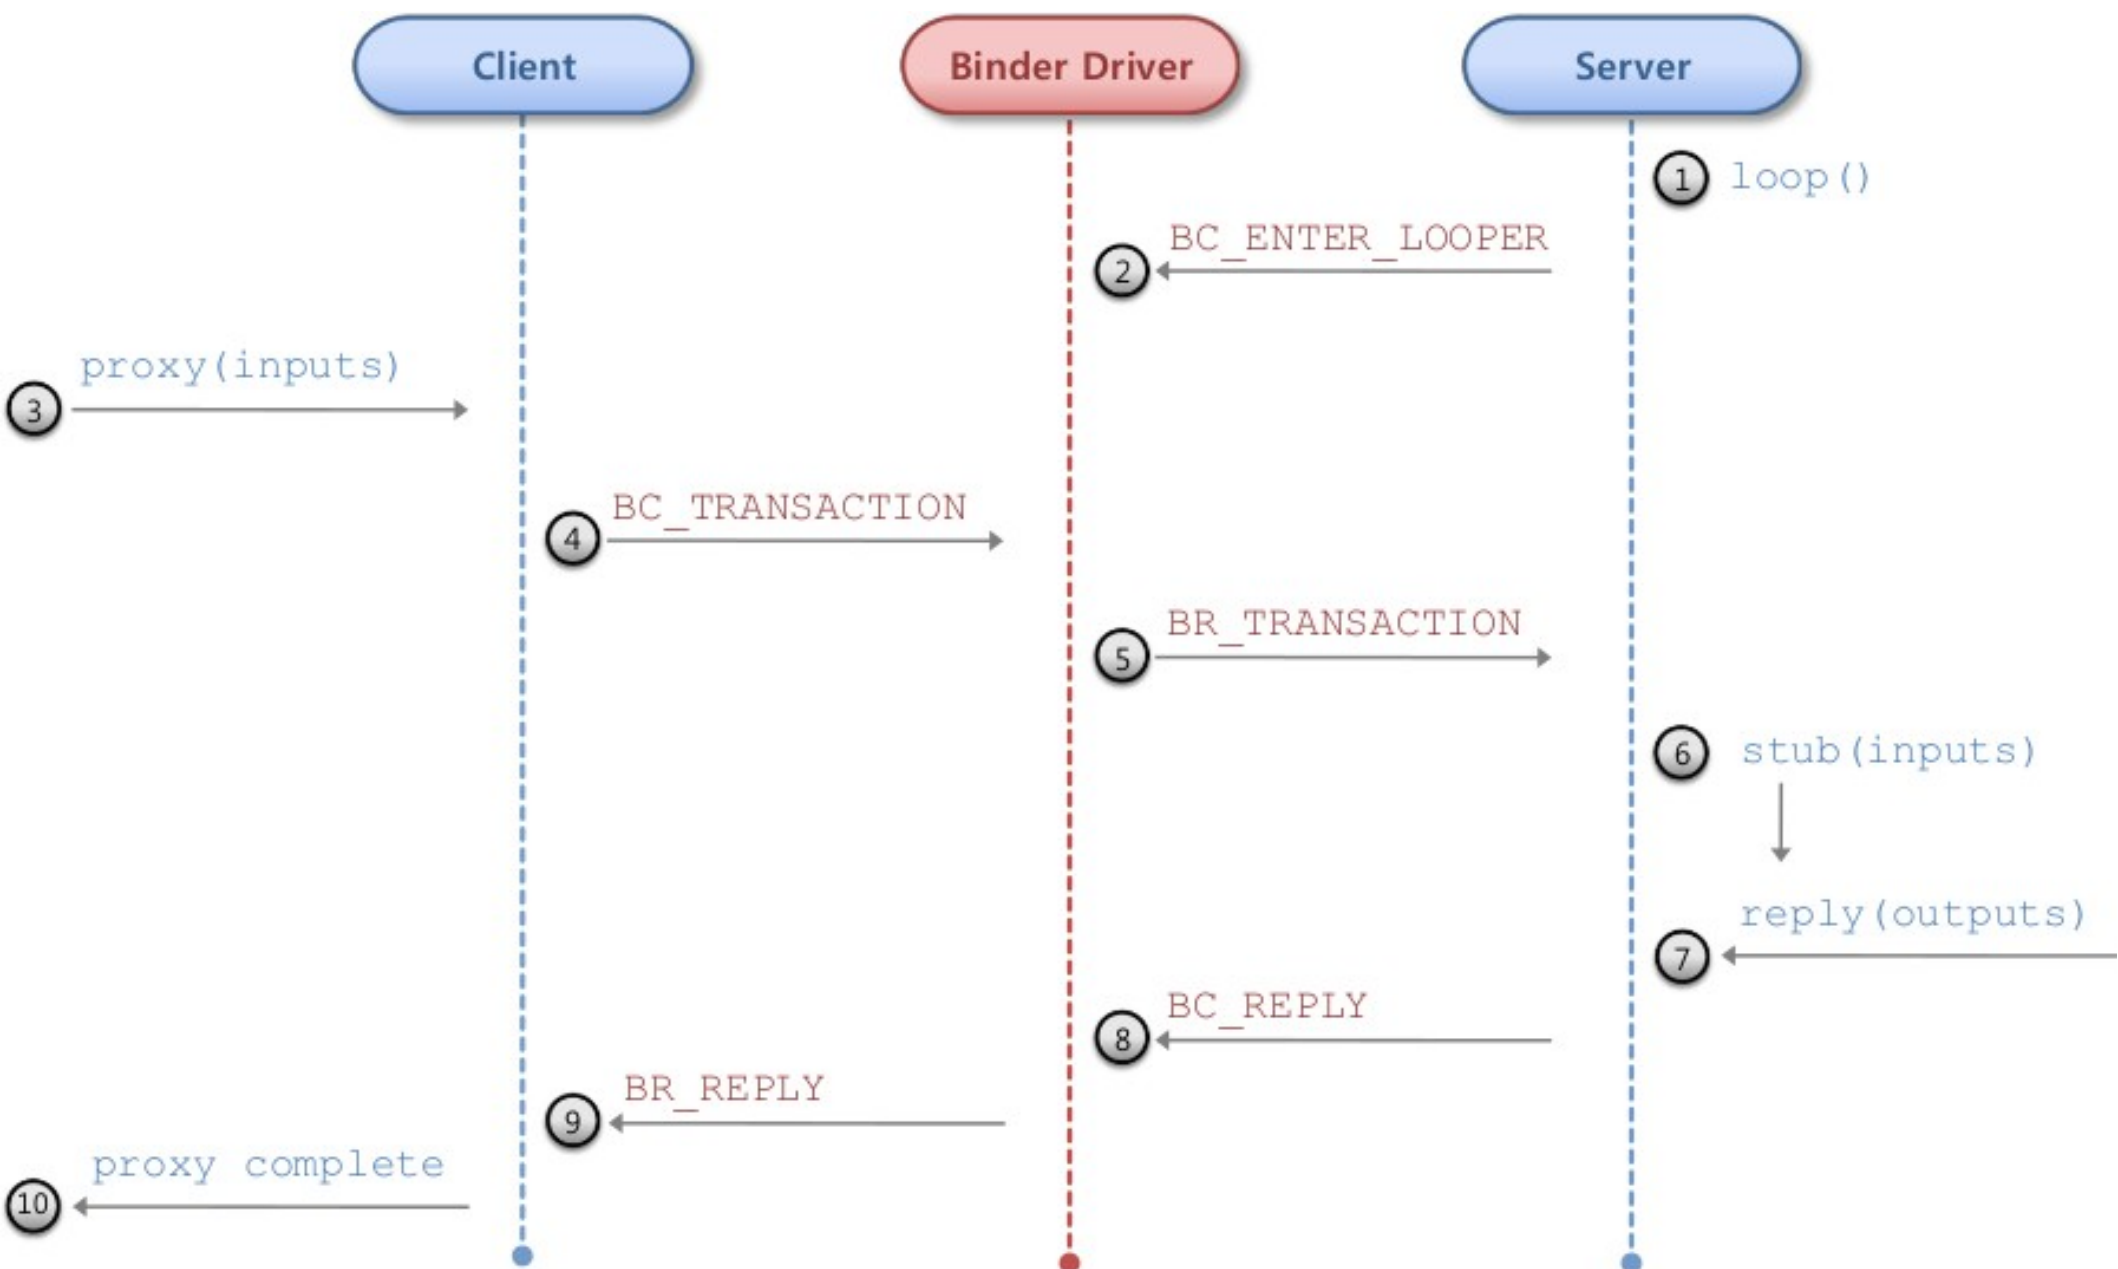 Client
Binder Driver
Server
1 loop()
BC_ENTER_LOOPER
2
proxy(inputs)
3
BC_TRANSACTION
4
BR_TRANSACTION
5
6 stub(inputs)
reply(outputs)
7
BC_REPLY
8
BR_REPLY
9
proxy complete
10